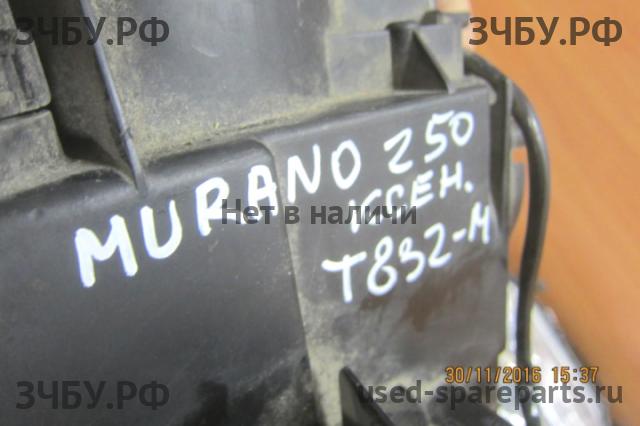 ЗЧБУ.РФ ЗЧБУ.РФ
MURANO Z50
КСЕН.
Нет в наличи
T832-М
30/11/2016 15:37
ЗЧБУ.РФ used-spareparts.ru